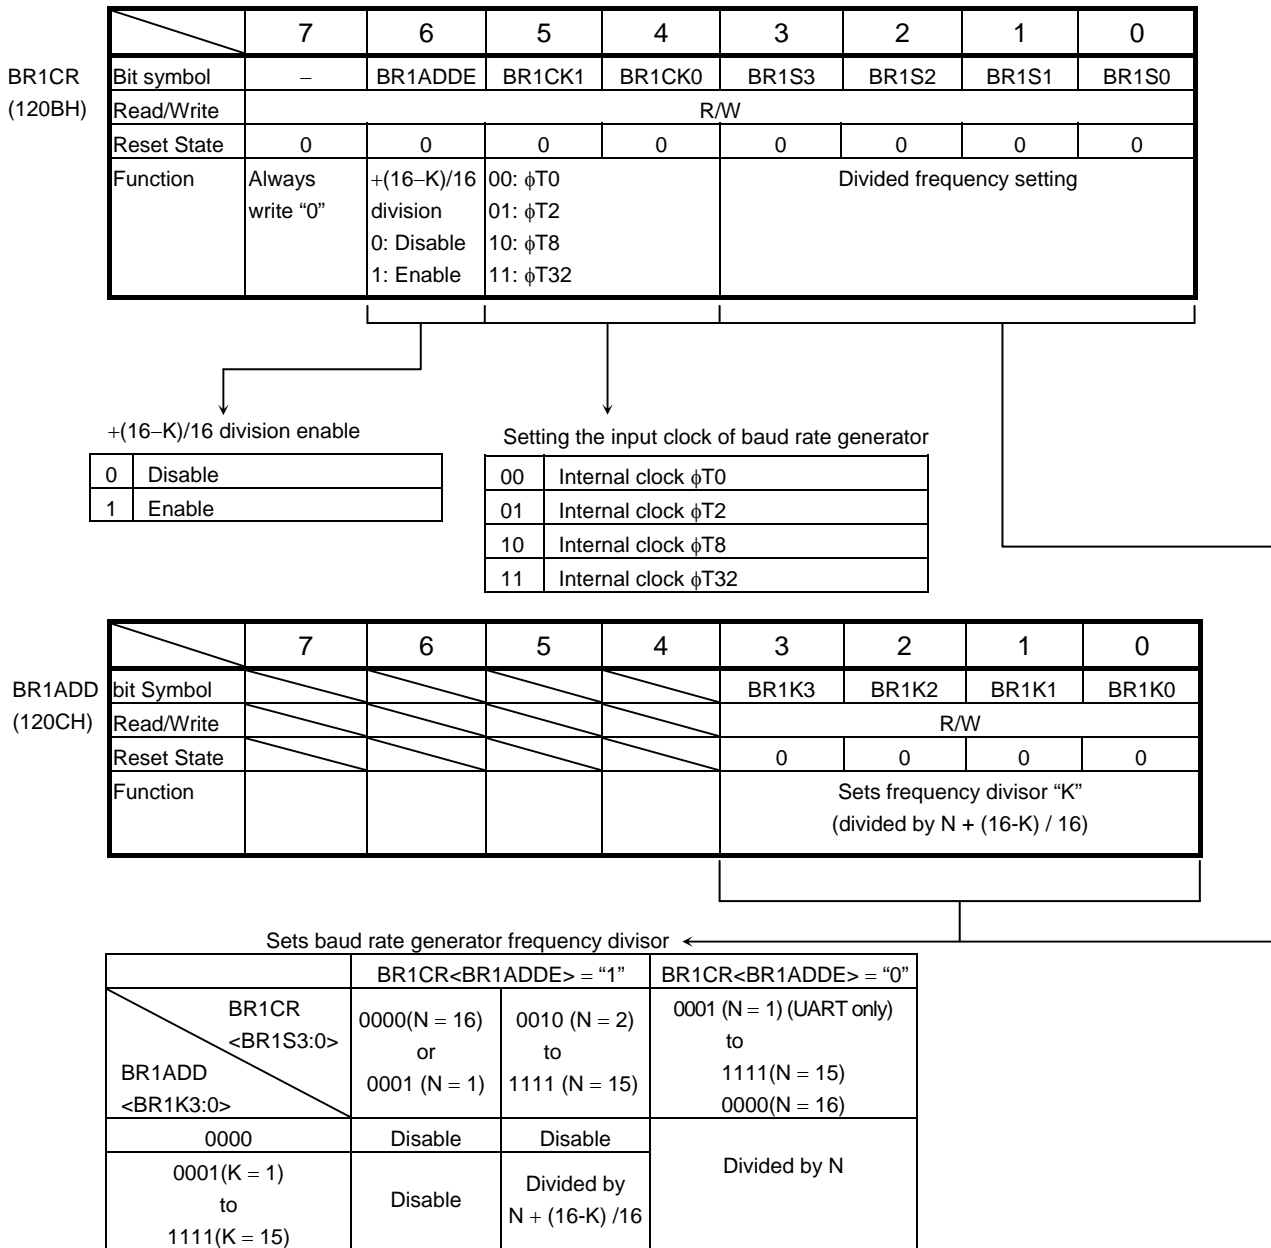 7 6 5 4 3 2 1 0
BR1CR
(120BH)
Bit symbol – BR1ADDE BR1CK1 BR1CK0 BR1S3 BR1S2 BR1S1 BR1S0
Read/Write R/W
Reset State 0 0 0 0 0 0 0 0
Function
Always
write “0”
+(16−K)/16
division
0: Disable
1: Enable
00: ϕT0
01: ϕT2
10: ϕT8
11: ϕT32
Divided frequency setting
+(16−K)/16 division enable
0 Disable
1 Enable
Setting the input clock of baud rate generator
00 Internal clock ϕT0
01 Internal clock ϕT2
10 Internal clock ϕT8
11 Internal clock ϕT32
7 6 5 4 3 2 1 0
BR1ADD
(120CH)
bit Symbol BR1K3 BR1K2 BR1K1 BR1K0
Read/Write R/W
Reset State 0 0 0 0
Function
Sets frequency divisor “K”
(divided by N + (16-K) / 16)
Sets baud rate generator frequency divisor
BR1CR<BR1ADDE> = “1” BR1CR<BR1ADDE> = “0”
BR1CR
<BR1S3:0>
BR1ADD
<BR1K3:0>
0000(N = 16)
or
0001 (N = 1)
0010 (N = 2)
to
1111 (N = 15)
0001 (N = 1) (UART only)
to
1111(N = 15)
0000(N = 16)
0000 Disable Disable
Divided by N
0001(K = 1)
to
1111(K = 15)
Disable
Divided by
N + (16-K) /16